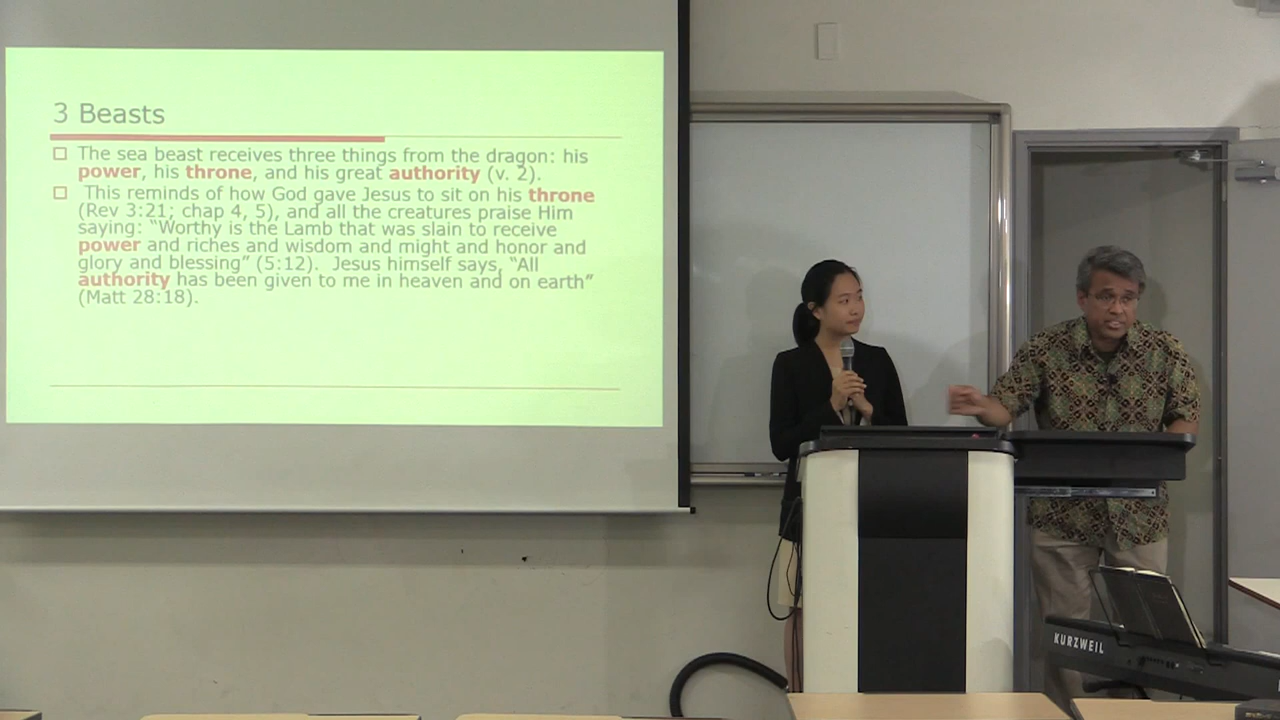 3 Beasts
The sea beast receives three things from the dragon: his
power, his throne, and his great authority (v. 2).
This reminds of how God gave Jesus to sit on his throne
(Rev 3:21; chap 4, 5), and all the creatures praise Him
saying: “Worthy is the Lamb that was slain to receive
power and riches and wisdom and might and honor and
glory and blessing” (5:12). Jesus himself says, “All
authority has been given to me in heaven and on earth”
(Matt 28:18).
KURZWEIL